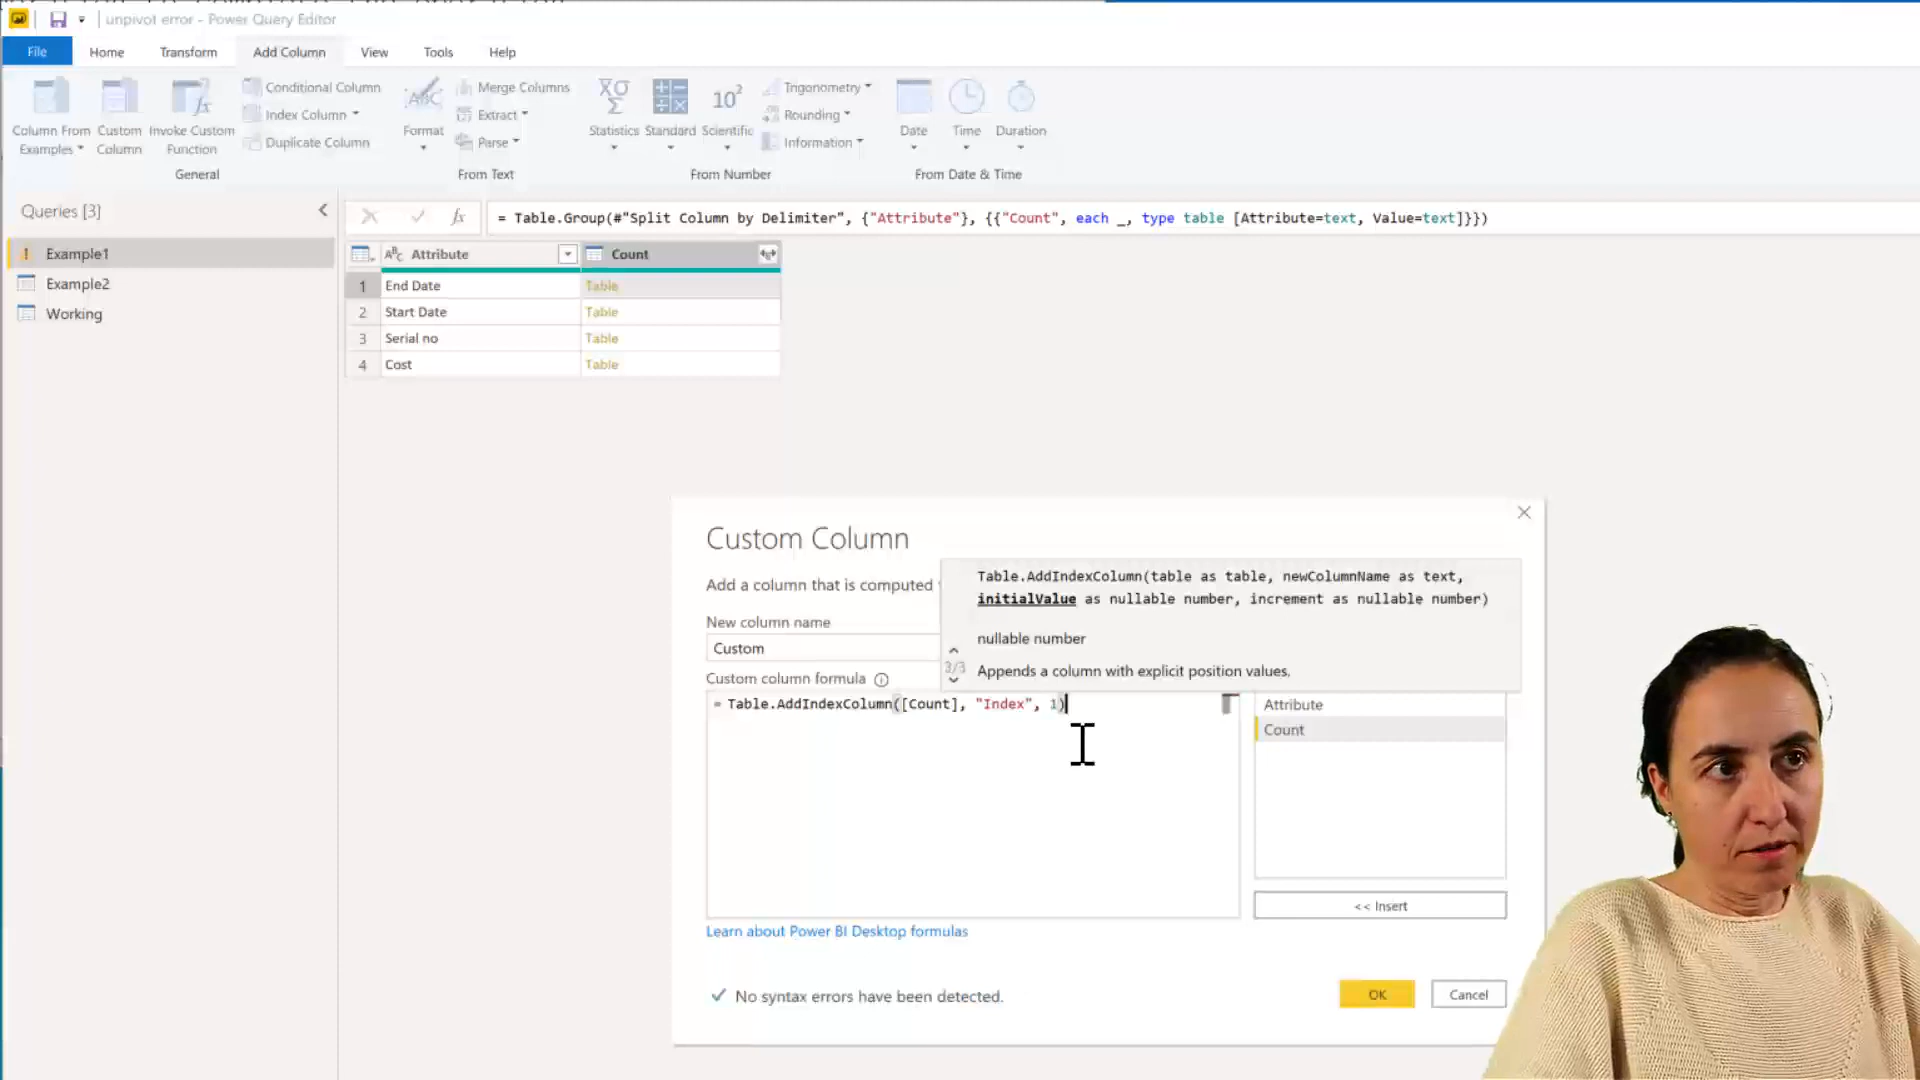 unpivot error - Power Query Editor
File Home Transform Add Column View Tools Help
Column From Examples
Custom Column
Invoke Custom Function
Conditional Column
Index Column
Duplicate Column
General
ABC
Format
Merge Columns
Extract
Parse
From Text
XΟ
Σ
Statistics
Standard
10²
Scientific
Trigonometry
Rounding
Information
From Number
Date
Time
Duration
From Date & Time
Queries [3]
Example1
Example2
Working
fx
= Table.Group(#"Split Column by Delimiter", {"Attribute"}, {{"Count", each _, type table [Attribute=text, Value=text]}})
ABC Attribute Count
1 End Date Table
2 Start Date Table
3 Serial no Table
4 Cost Table
Custom Column
Add a column that is computed
Table.AddIndexColumn(table as table, newColumnName as text,
initialValue as nullable number, increment as nullable number)
nullable number
3/3
Appends a column with explicit position values.
New column name
Custom
Custom column formula
= Table.AddIndexColumn([Count], "Index", 1)
Attribute
Count
<< Insert
Learn about Power BI Desktop formulas
No syntax errors have been detected.
OK
Cancel